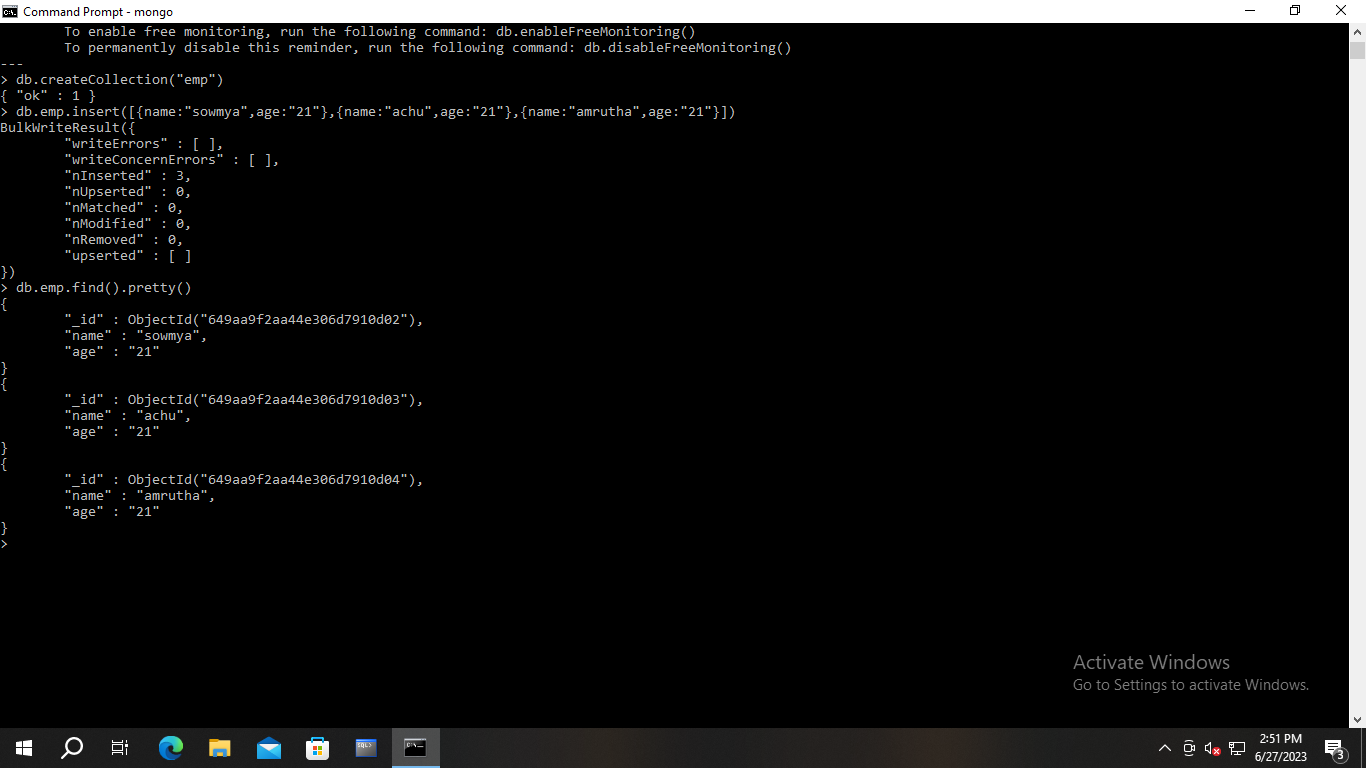 Command Prompt - mongo
To enable free monitoring, run the following command: db.enableFreeMonitoring()
To permanently disable this reminder, run the following command: db.disableFreeMonitoring()
---
> db.createCollection("emp")
{ "ok" : 1 }
> db.emp.insert([{name:"sowmya",age:"21"},{name:"achu",age:"21"},{name:"amrutha",age:"21"}])
BulkWriteResult({
"writeErrors" : [ ],
"writeConcernErrors" : [ ],
"nInserted" : 3,
"nUpserted" : 0,
"nMatched" : 0,
"nModified" : 0,
"nRemoved" : 0,
"upserted" : [ ]
})
> db.emp.find().pretty()
{
"_id" : ObjectId("649aa9f2aa44e306d7910d02"),
"name" : "sowmya",
"age" : "21"
}
{
"_id" : ObjectId("649aa9f2aa44e306d7910d03"),
"name" : "achu",
"age" : "21"
}
{
"_id" : ObjectId("649aa9f2aa44e306d7910d04"),
"name" : "amrutha",
"age" : "21"
}
>
Activate Windows
Go to Settings to activate Windows.
2:51 PM
6/27/2023
3